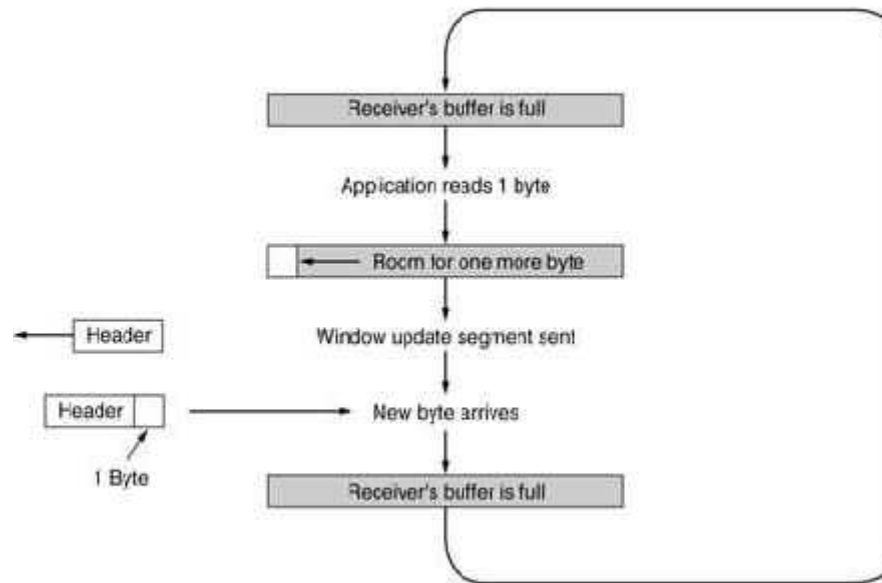 Receiver's buffer is full
Application reads 1 byte
Room for one more byte
Header
Window update segment sent
Header
New byte arrives
1 Byte
Receiver's buffer is full